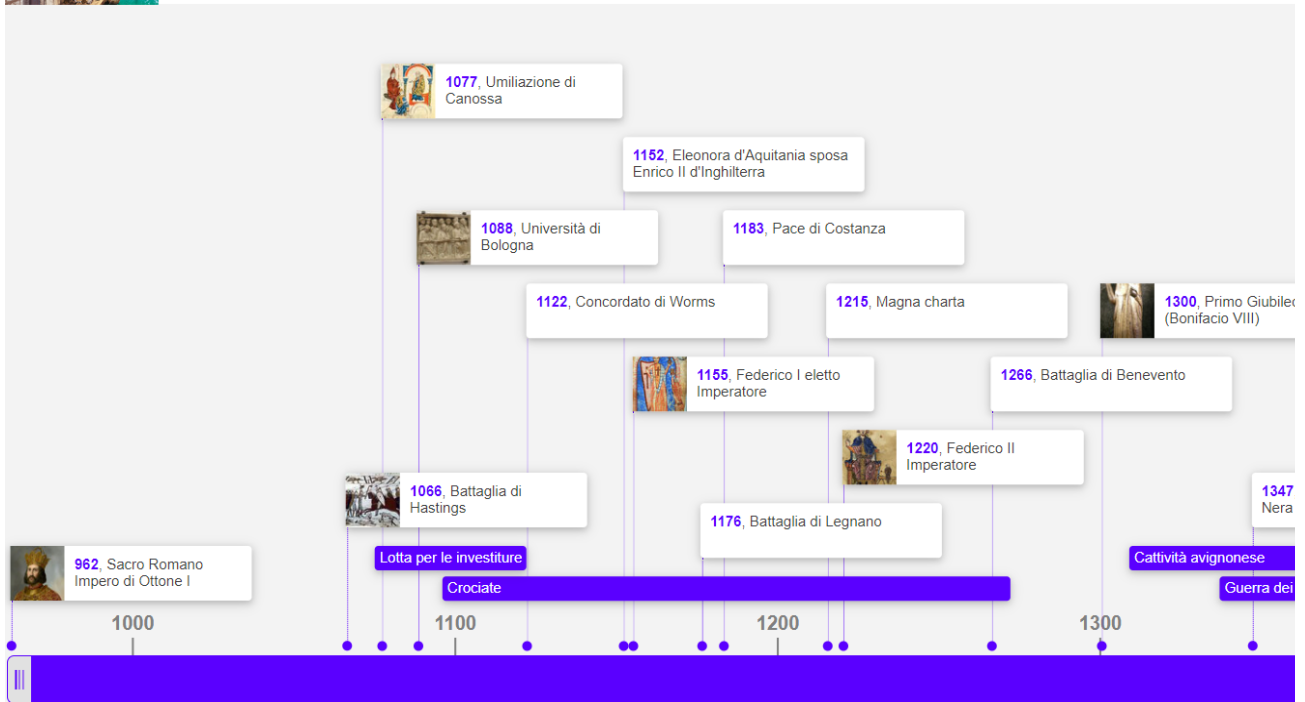 1077, Umiliazione di
Canossa
1152, Eleonora d'Aquitania sposa
Enrico II d'Inghilterra
1088, Università di
Bologna
1183, Pace di Costanza
1122, Concordato di Worms
1215, Magna charta
1300, Primo Giubileo
(Bonifacio VIII)
1155, Federico I eletto
Imperatore
1266, Battaglia di Benevento
1220, Federico II
Imperatore
1066, Battaglia di
Hastings
1347
Nera
1176, Battaglia di Legnano
962, Sacro Romano
Impero di Ottone I
Lotta per le investiture
Cattività avignonese
Crociate
Guerra dei
1000
1100
1200
1300